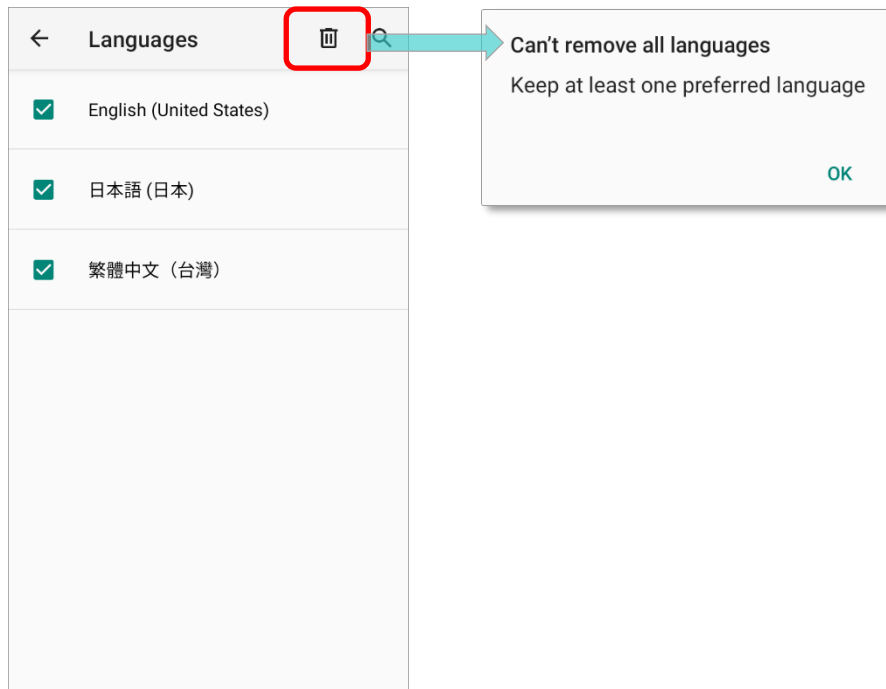 Languages
English (United States)
日本語 (日本)
繁體中文（台灣）
Can't remove all languages
Keep at least one preferred language
OK